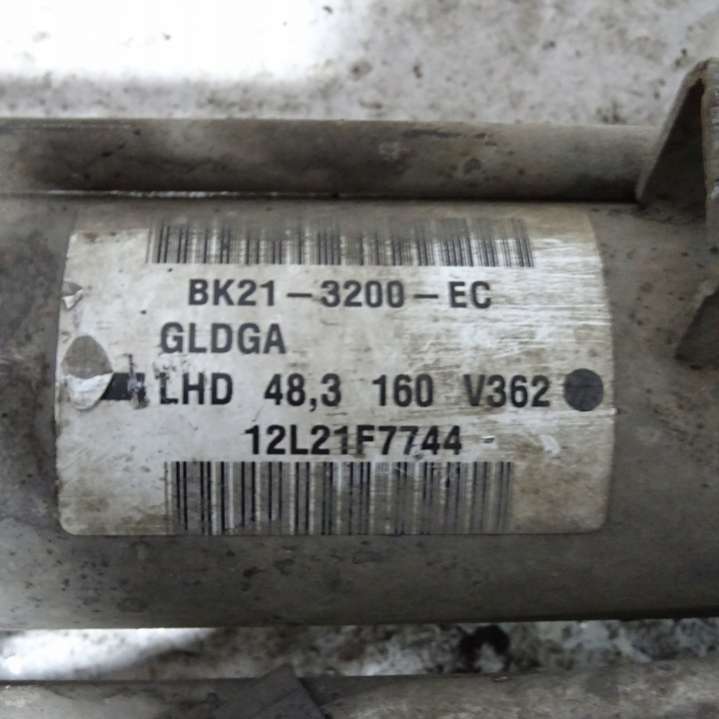 BK21-3200-EC
GLDGA
LHD 48,3 160 V362
12L21F7744